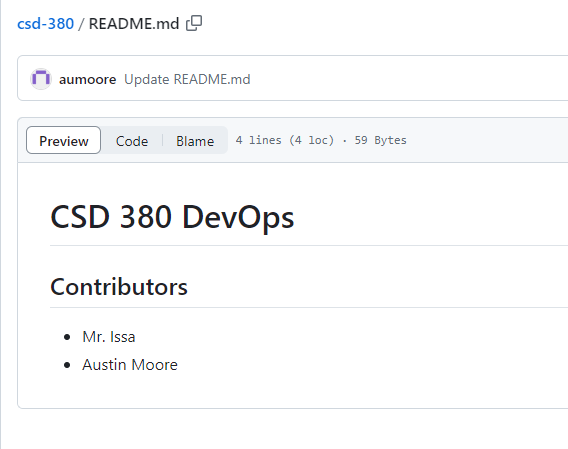 csd-380 / README.md
aumoore Update README.md
Preview Code Blame 4 lines (4 loc) · 59 Bytes
CSD 380 DevOps
Contributors
• Mr. Issa
• Austin Moore